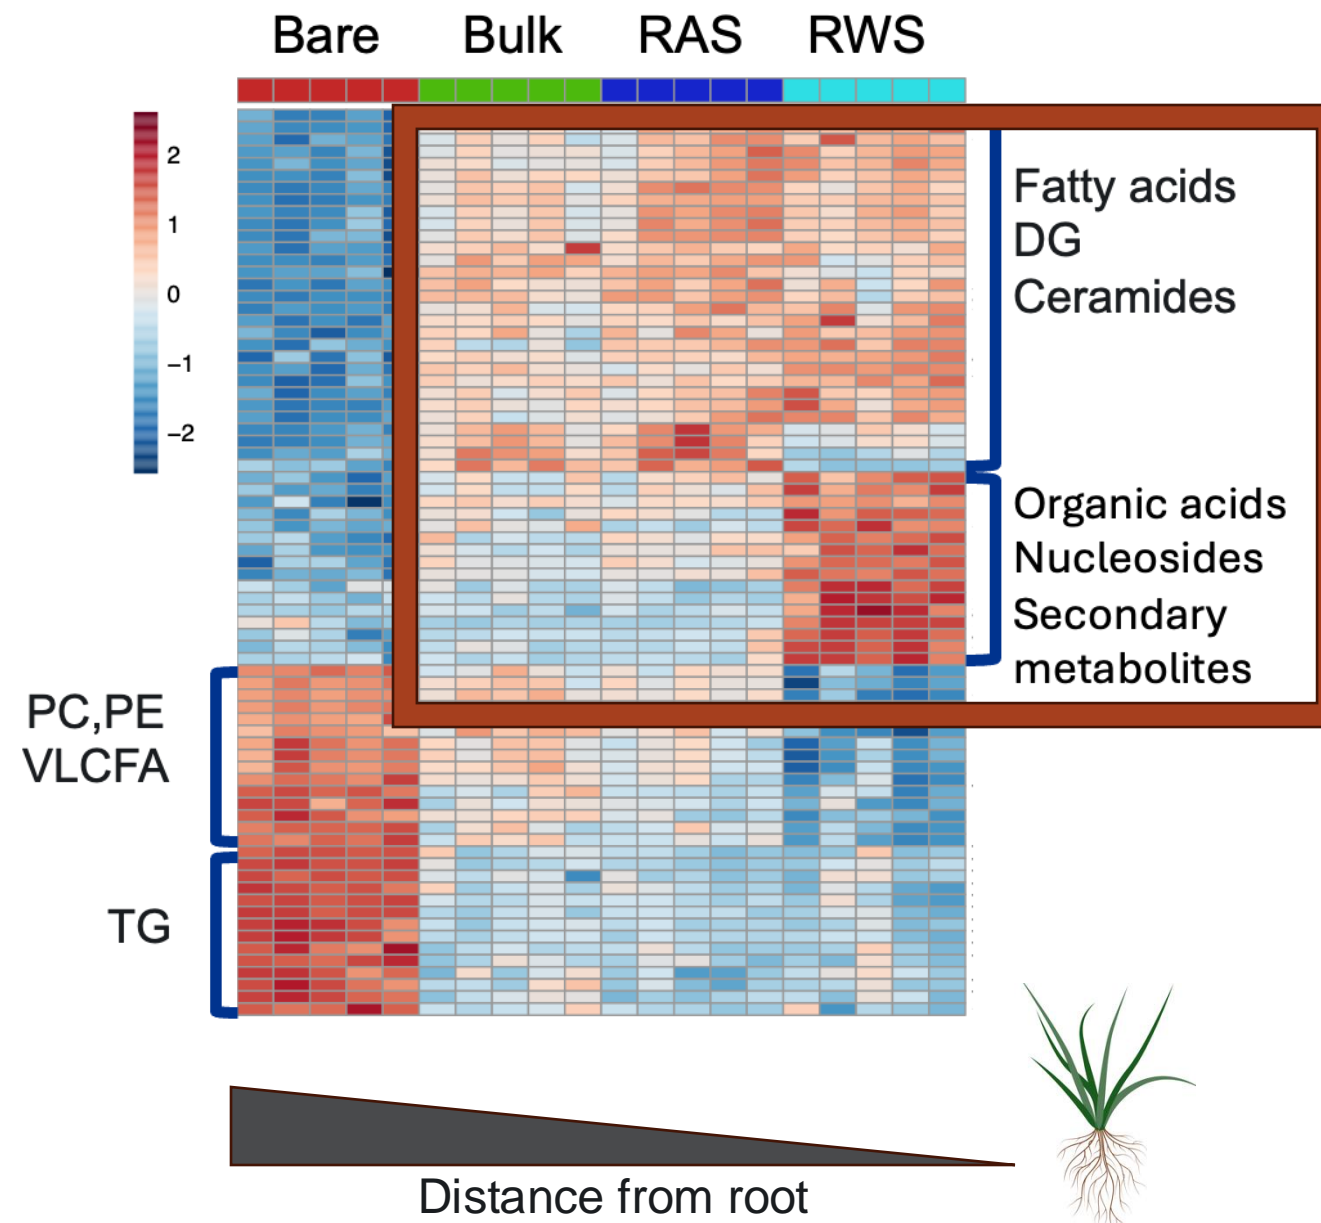 Bare Bulk RAS RWS
2
1
0
−1
−2
Fatty acids
DG
Ceramides
Organic acids
Nucleosides
Secondary
metabolites
PC,PE
VLCFA
TG
Distance from root